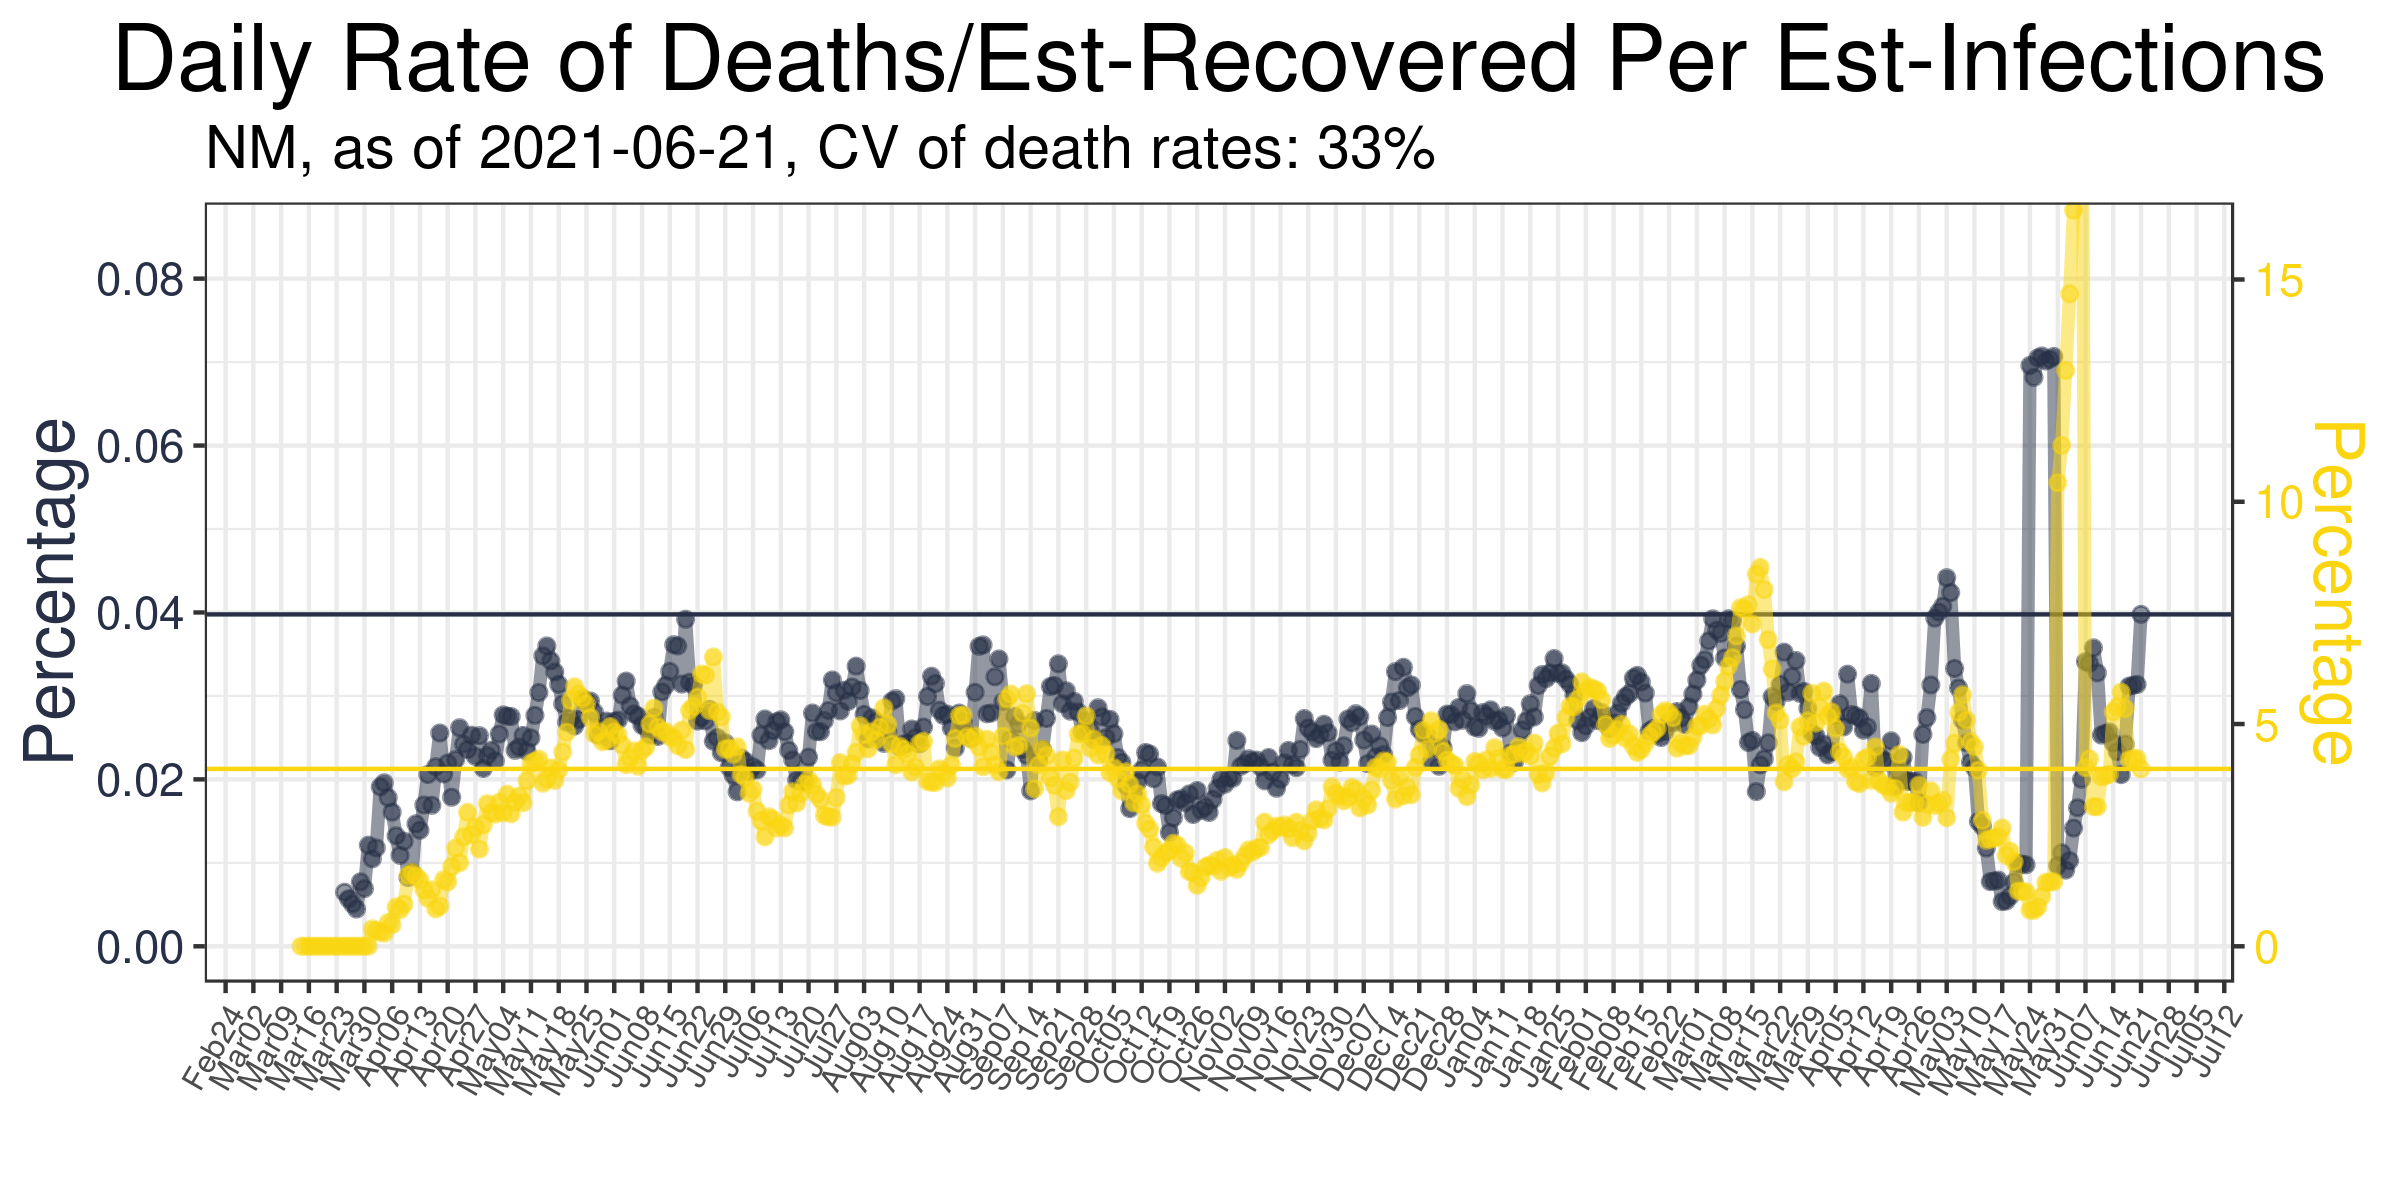 Daily Rate of Deaths/Est-Recovered Per Est-Infections
NM, as of 2021-06-21, CV of death rates: 33%
Percentage
0.08
0.06
0.04
0.02
0.00
15
10
5
0
Percentage
Feb24
Mar02
Mar09
Mar16
Mar23
Mar30
Apr06
Apr13
Apr20
Apr27
May04
May11
May18
May25
Jun01
Jun08
Jun15
Jun22
Jun29
Jul06
Jul13
Jul20
Jul27
Aug03
Aug10
Aug17
Aug24
Aug31
Sep07
Sep14
Sep21
Sep28
Oct05
Oct12
Oct19
Oct26
Nov02
Nov09
Nov16
Nov23
Nov30
Dec07
Dec14
Dec21
Dec28
Jan04
Jan11
Jan18
Jan25
Feb01
Feb08
Feb15
Feb22
Mar01
Mar08
Mar15
Mar22
Mar29
Apr05
Apr12
Apr19
Apr26
May03
May10
May17
May24
May31
Jun07
Jun14
Jun21
Jun28
Jul05
Jul12